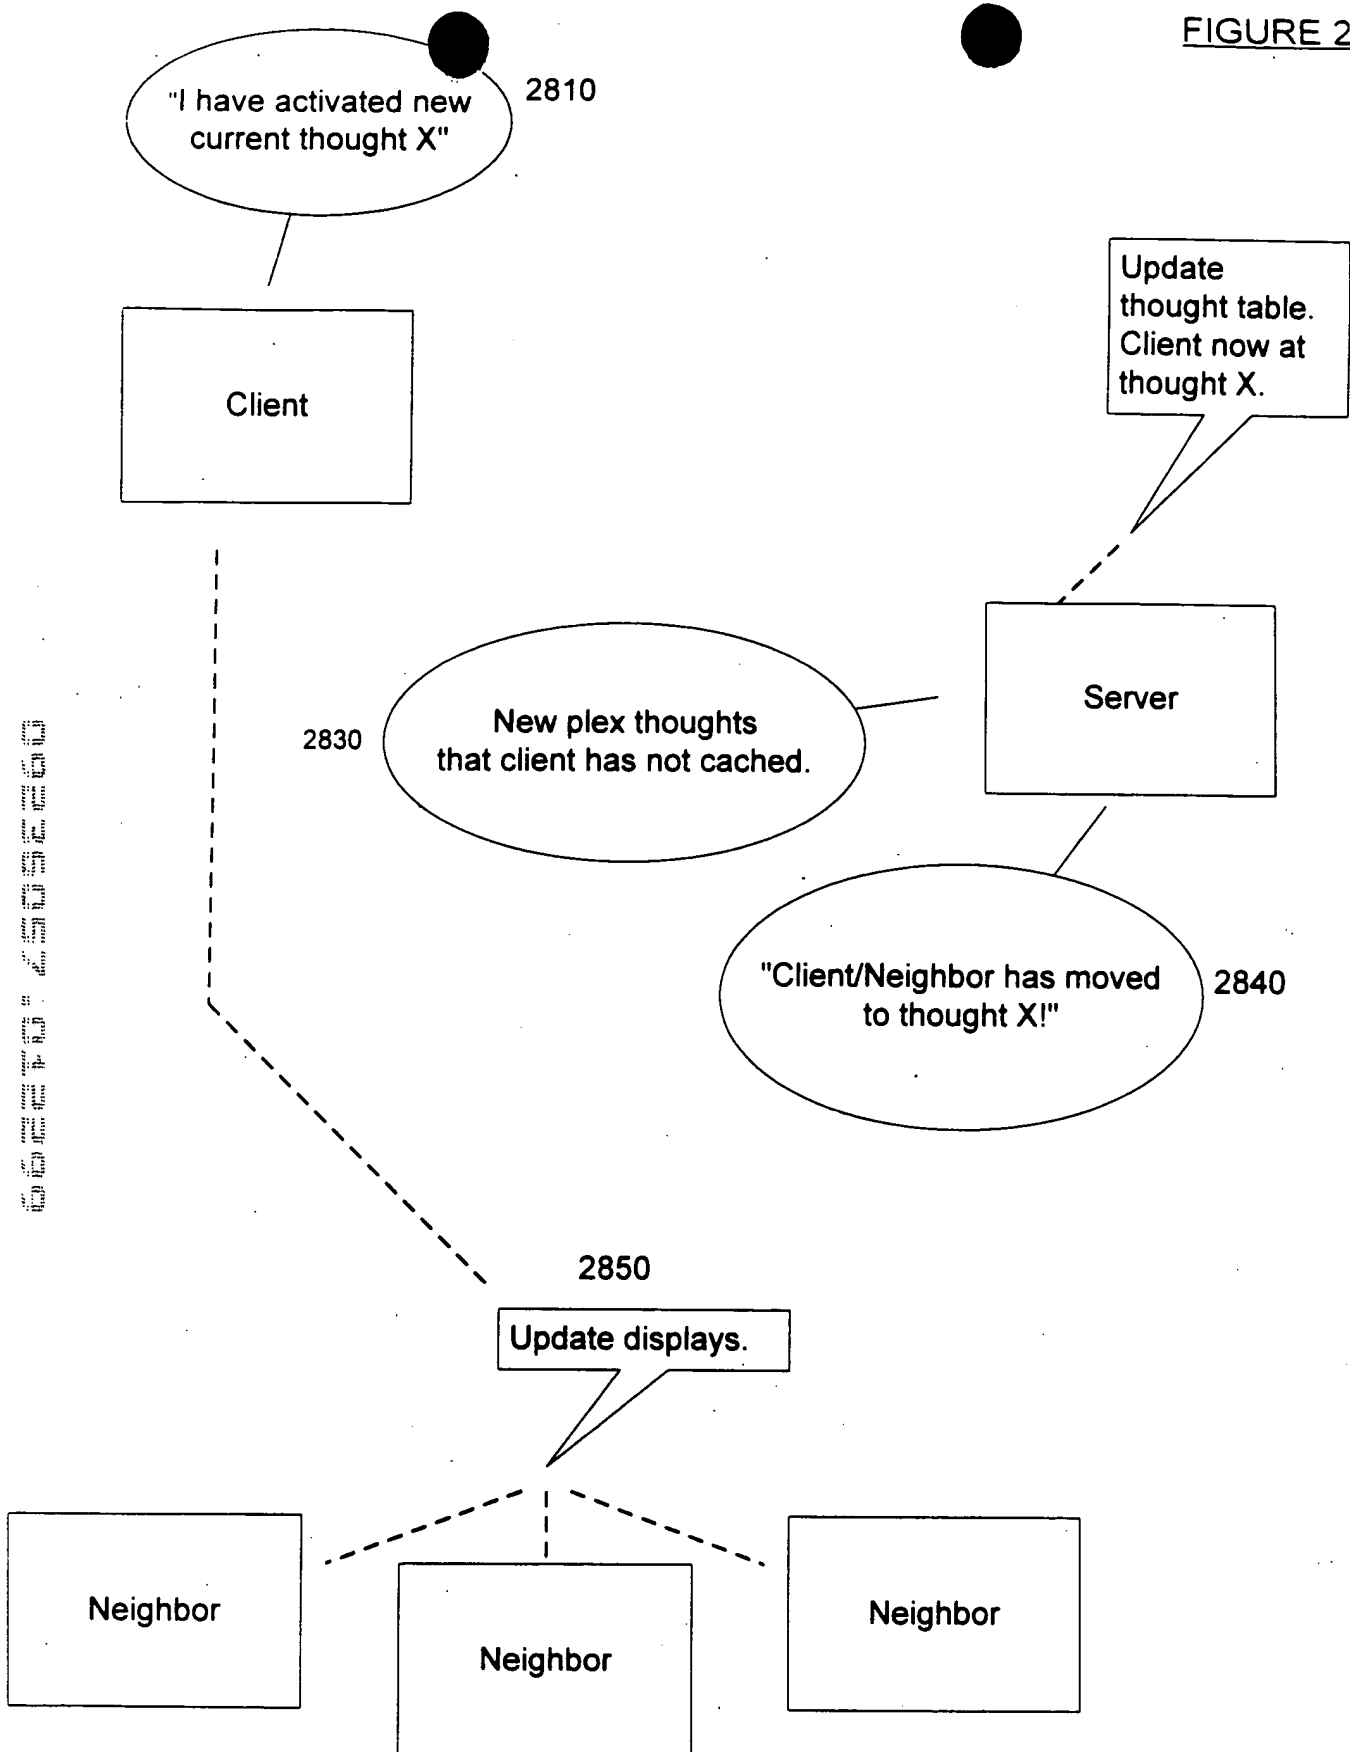 FIGURE 2
"I have activated new
current thought X"
2810
Update
thought table.
Client now at
thought X.
Client
Server
New plex thoughts
that client has not cached.
2830
"Client/Neighbor has moved
to thought X!"
2840
2850
Update displays.
Neighbor
Neighbor
Neighbor